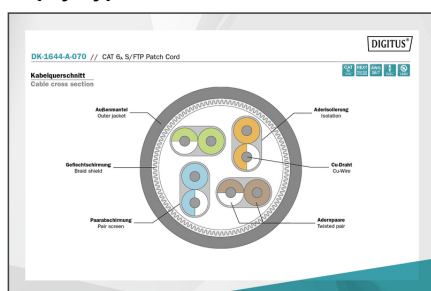 DIGITUS®
DK-1644-A-070 // CAT 6A S/FTP Patch Cord
Kabelquerschnitt
Cable cross section
Außenmantel
Outer jacket
Aderisolierung
Isolation
Geflechtschirmung
Braid shield
Cu-Draht
Cu-Wire
Paarabschirmung
Pair screen
Adernpaare
Twisted pair